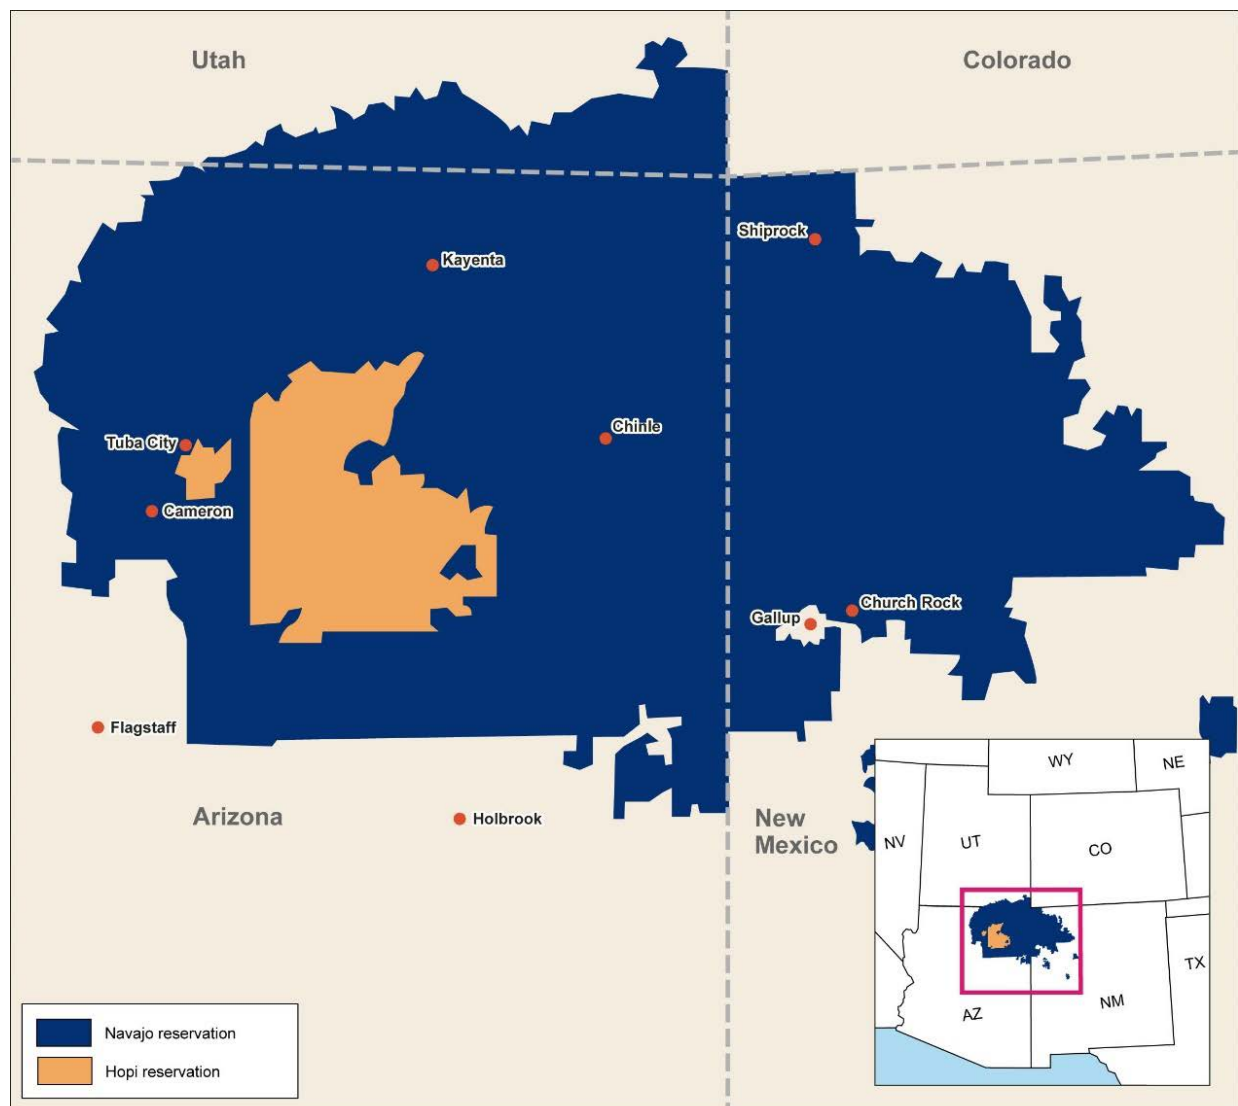 Utah
Colorado
Shiprock
Kayenta
Chinle
Tuba City
Cameron
Church Rock
Gallup
Flagstaff
Arizona
Holbrook
New
Mexico
WY
NE
NV
UT
CO
TX
AZ
NM
Navajo reservation
Hopi reservation